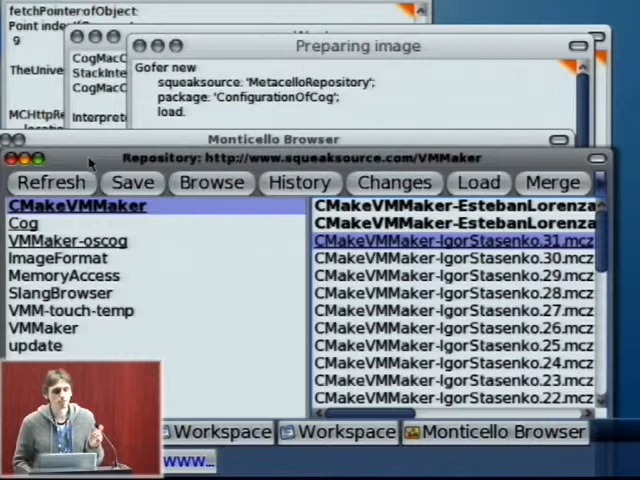 fetchPointer:ofObject:
Point inde
9
TheUnive
MCHttpRe
CogMacC
StackInte
CogMacC
Interprete
Preparing image
Gofer new
squeaksource: 'MetacelloRepository';
package: 'ConfigurationOfCog';
load.
Monticello Browser
Repository: http://www.squeaksource.com/VMMaker
Refresh Save Browse History Changes Load Merge
CMakeVMMaker
Cog
VMMaker-oscog
ImageFormat
MemoryAccess
SlangBrowser
VMM-touch-temp
VMMaker
update
CMakeVMMaker-EstebanLorenza
CMakeVMMaker-EstebanLorenza
CMakeVMMaker-IgorStasenko.31.mcz
CMakeVMMaker-IgorStasenko.30.mcz
CMakeVMMaker-IgorStasenko.29.mcz
CMakeVMMaker-IgorStasenko.28.mcz
CMakeVMMaker-IgorStasenko.27.mcz
CMakeVMMaker-IgorStasenko.26.mcz
CMakeVMMaker-IgorStasenko.25.mcz
CMakeVMMaker-IgorStasenko.24.mcz
CMakeVMMaker-IgorStasenko.23.mcz
CMakeVMMaker-IgorStasenko.22.mcz
Workspace Workspace Monticello Browser
www...